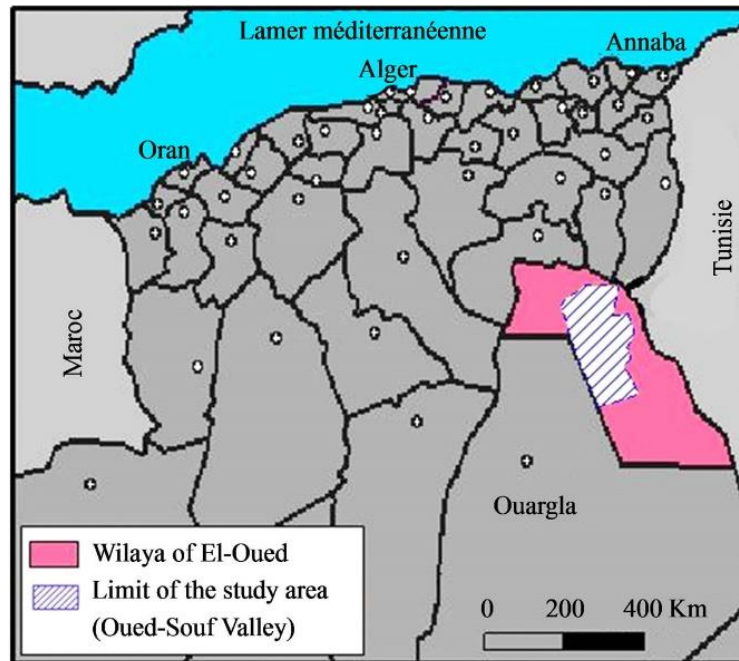 Lamer méditerranéenne
Annaba
Alger
Oran
Tunisie
Maroc
Ouargla
Wilaya of El-Oued
Limit of the study area
(Oued-Souf Valley)
0 200 400 Km